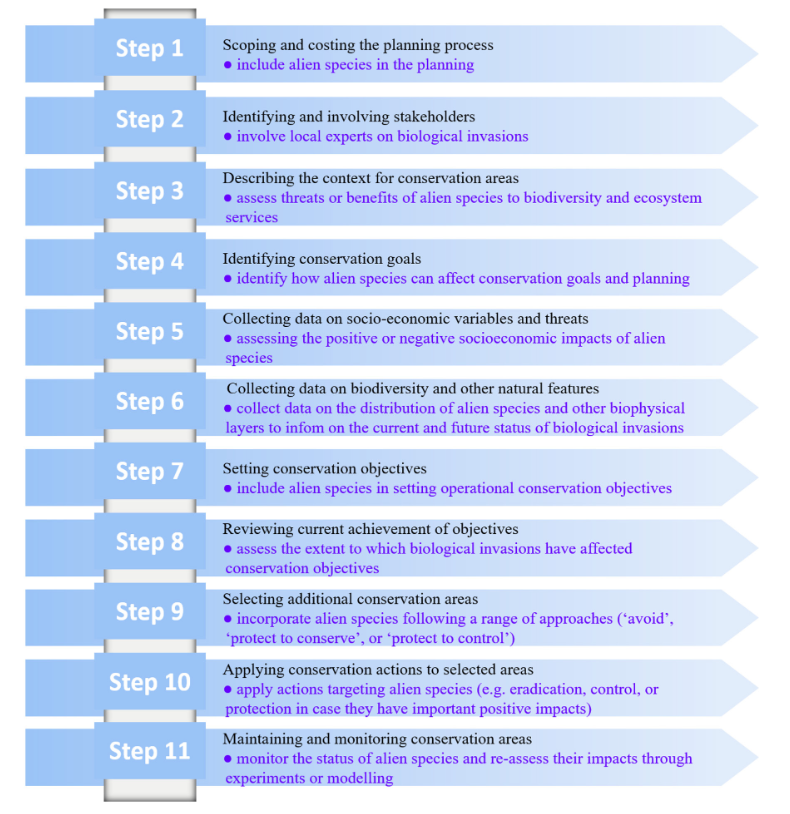 Step 1
Scoping and costing the planning process
● include alien species in the planning
Step 2
Identifying and involving stakeholders
● involve local experts on biological invasions
Step 3
Describing the context for conservation areas
● assess threats or benefits of alien species to biodiversity and ecosystem
services
Step 4
Identifying conservation goals
● identify how alien species can affect conservation goals and planning
Step 5
Collecting data on socio-economic variables and threats
● assessing the positive or negative socioeconomic impacts of alien
species
Step 6
Collecting data on biodiversity and other natural features
● collect data on the distribution of alien species and other biophysical
layers to infom on the current and future status of biological invasions
Step 7
Setting conservation objectives
● include alien species in setting operational conservation objectives
Step 8
Reviewing current achievement of objectives
● assess the extent to which biological invasions have affected
conservation objectives
Step 9
Selecting additional conservation areas
● incorporate alien species following a range of approaches (‘avoid’,
‘protect to conserve’, or ‘protect to control’)
Step 10
Applying conservation actions to selected areas
● apply actions targeting alien species (e.g. eradication, control, or
protection in case they have important positive impacts)
Step 11
Maintaining and monitoring conservation areas
● monitor the status of alien species and re-assess their impacts through
experiments or modelling